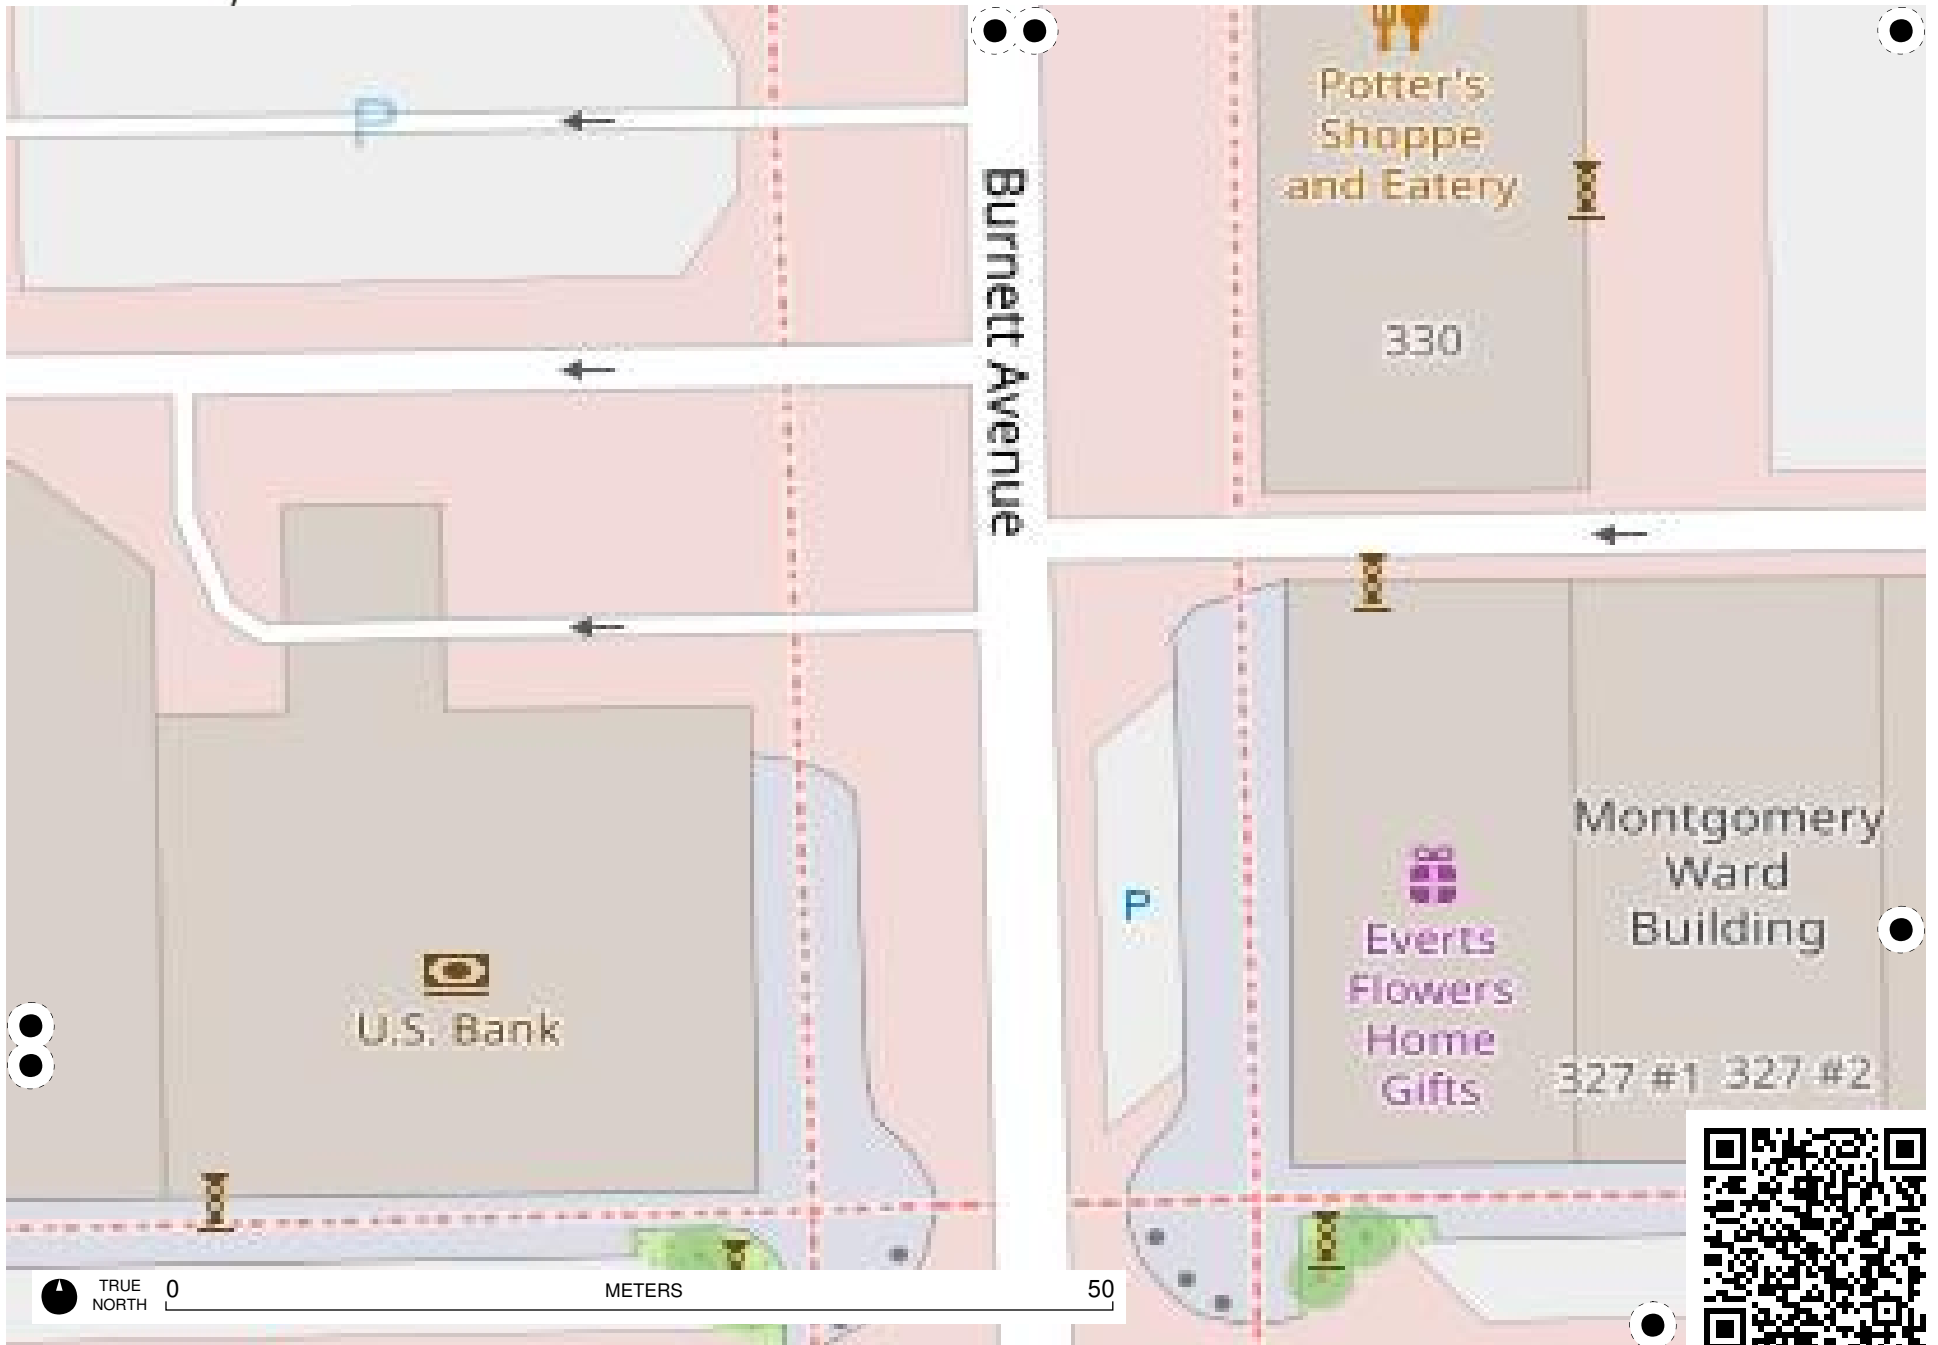 P
Burnett Avenue
Potter's
Shoppe
and Eatery
330
U.S. Bank
P
Everts
Flowers
Home
Gifts
Montgomery
Ward
Building
327 #1
327 #2
TRUE
NORTH
0
METERS
50